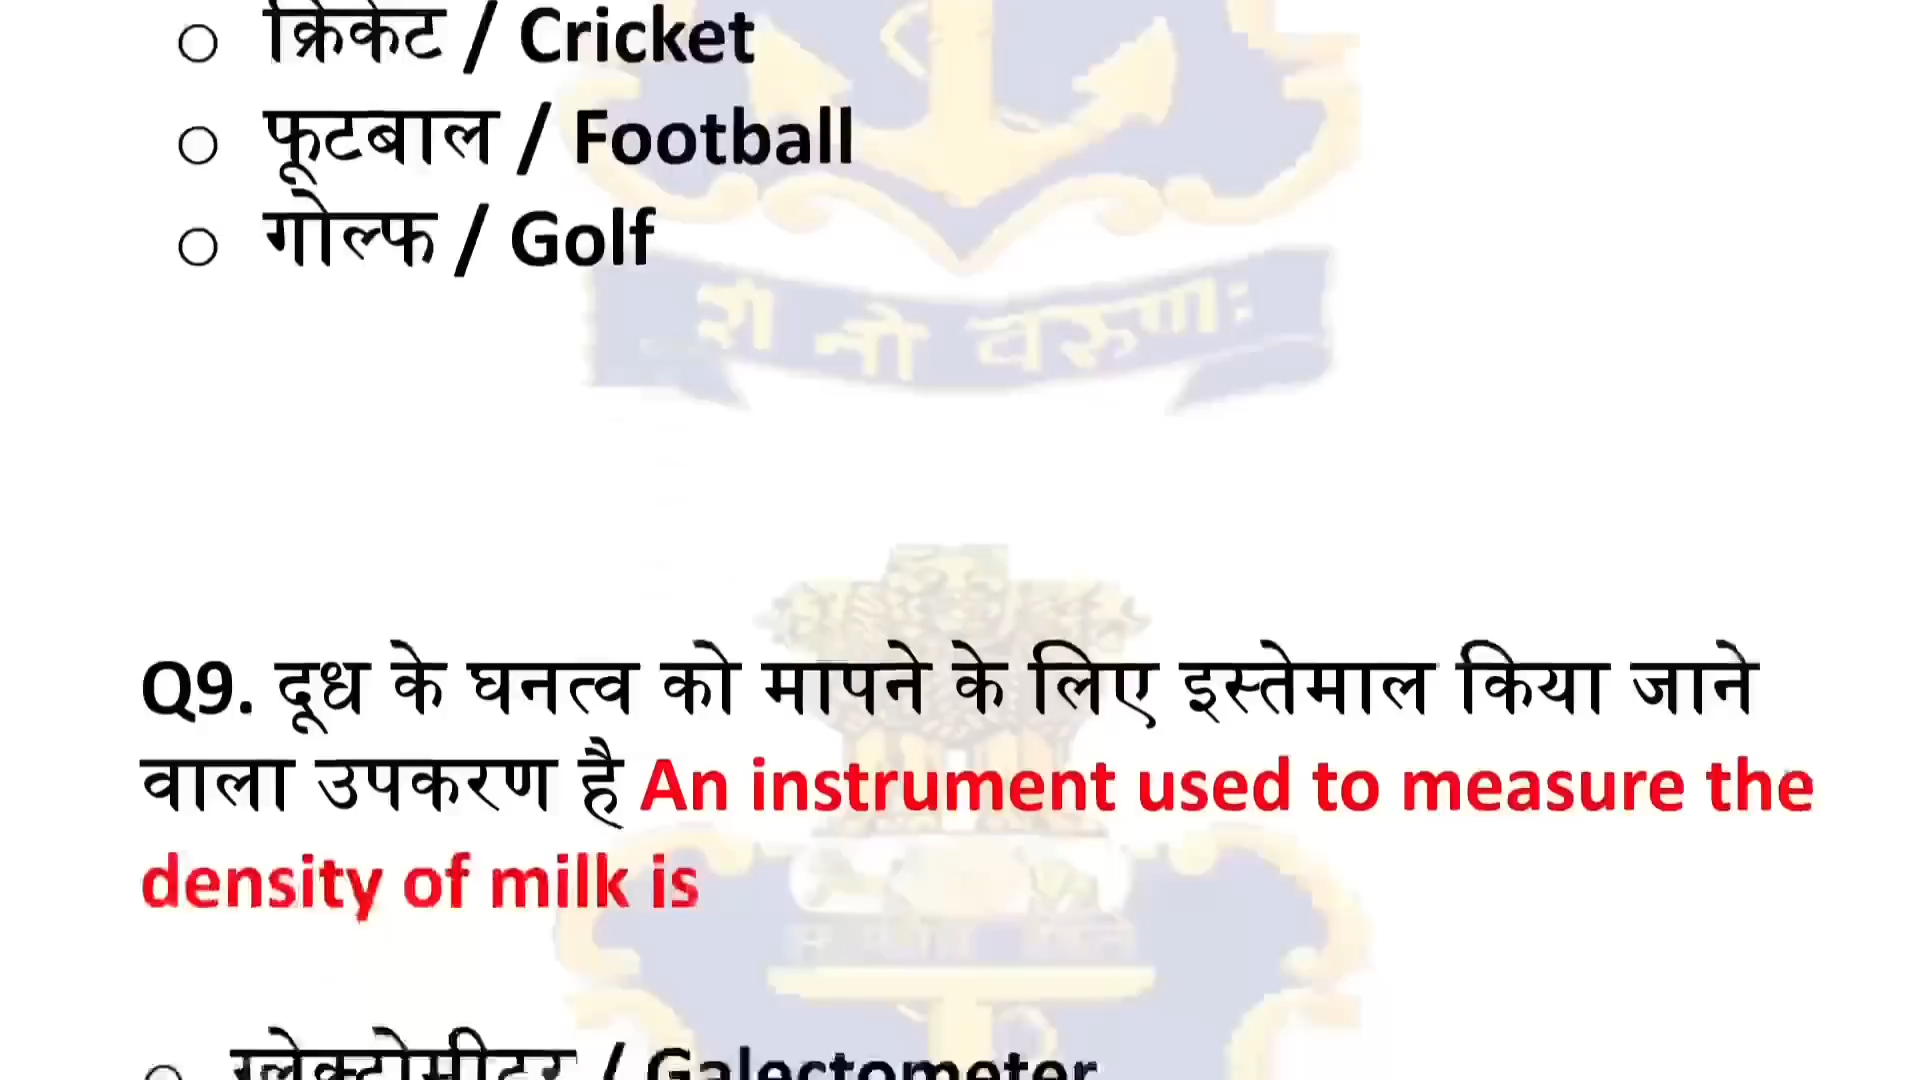 ○ क्रिकेट / Cricket
○ फूटबाल / Football
○ गोल्फ / Golf
शं नो वरुणः
Q9. दूध के घनत्व को मापने के लिए इस्तेमाल किया जाने
वाला उपकरण है An instrument used to measure the
density of milk is
○ ग्लेक्टोमीटर / Galectometer